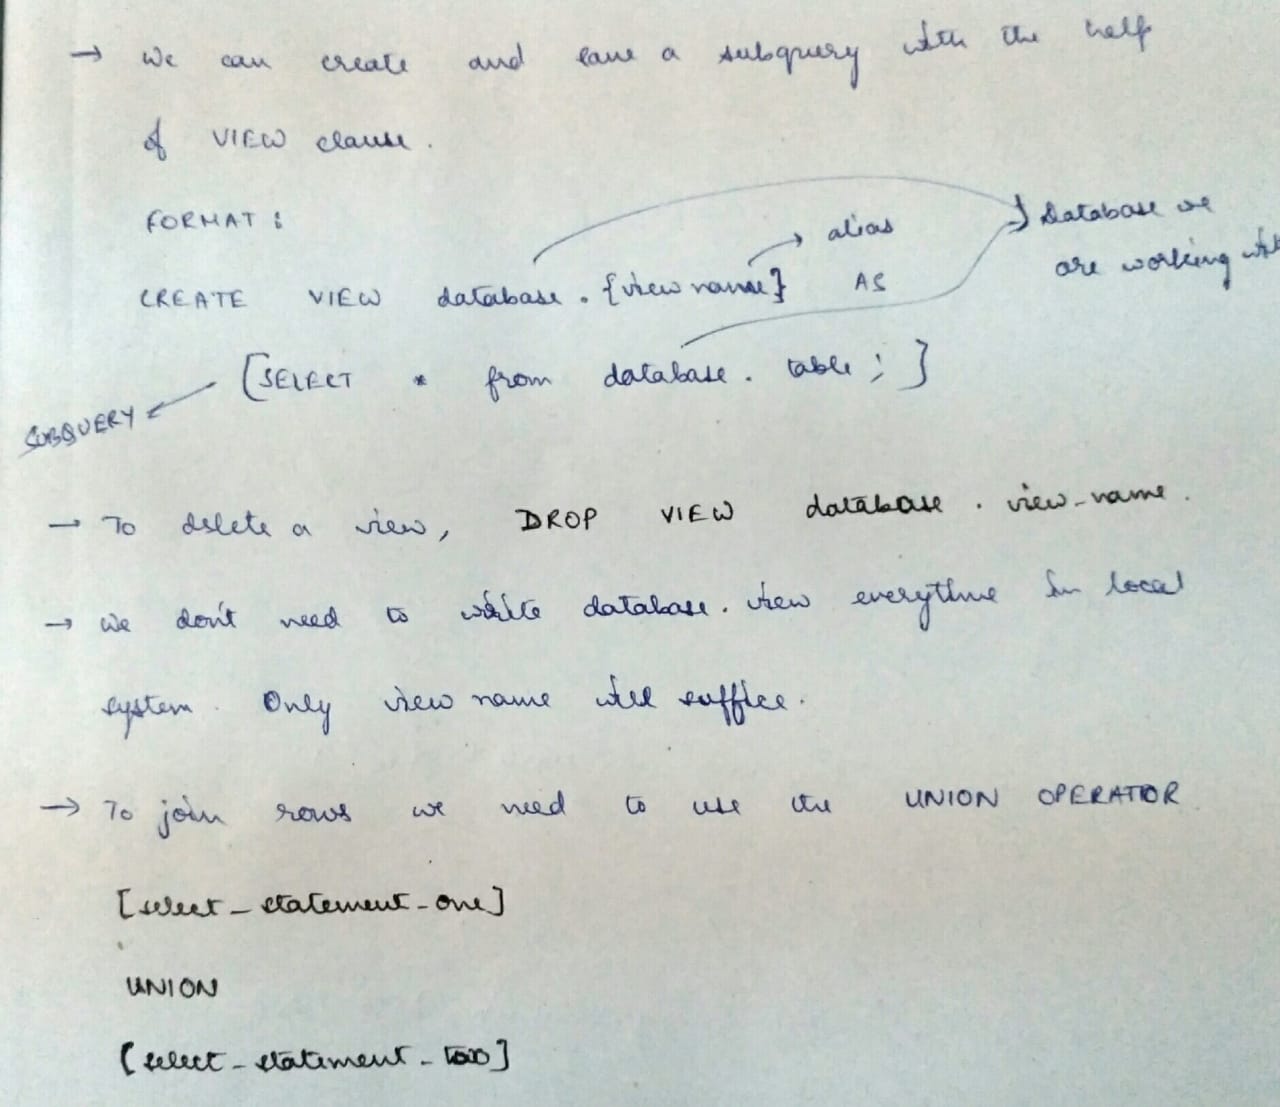 → We can create and save a subquery with the help
of VIEW clause.
FORMAT :
→ alias
Database we
are working with
CREATE VIEW database . {view name} AS
[SELECT * from database . table ; ]
SUBQUERY
→ To delete a view, DROP VIEW database . view_name .
→ We don't need to write database . view everytime in local
system . Only view name will suffice .
→ To join rows we need to use the UNION OPERATOR
[select_statement_one]
UNION
[select_statement_two]